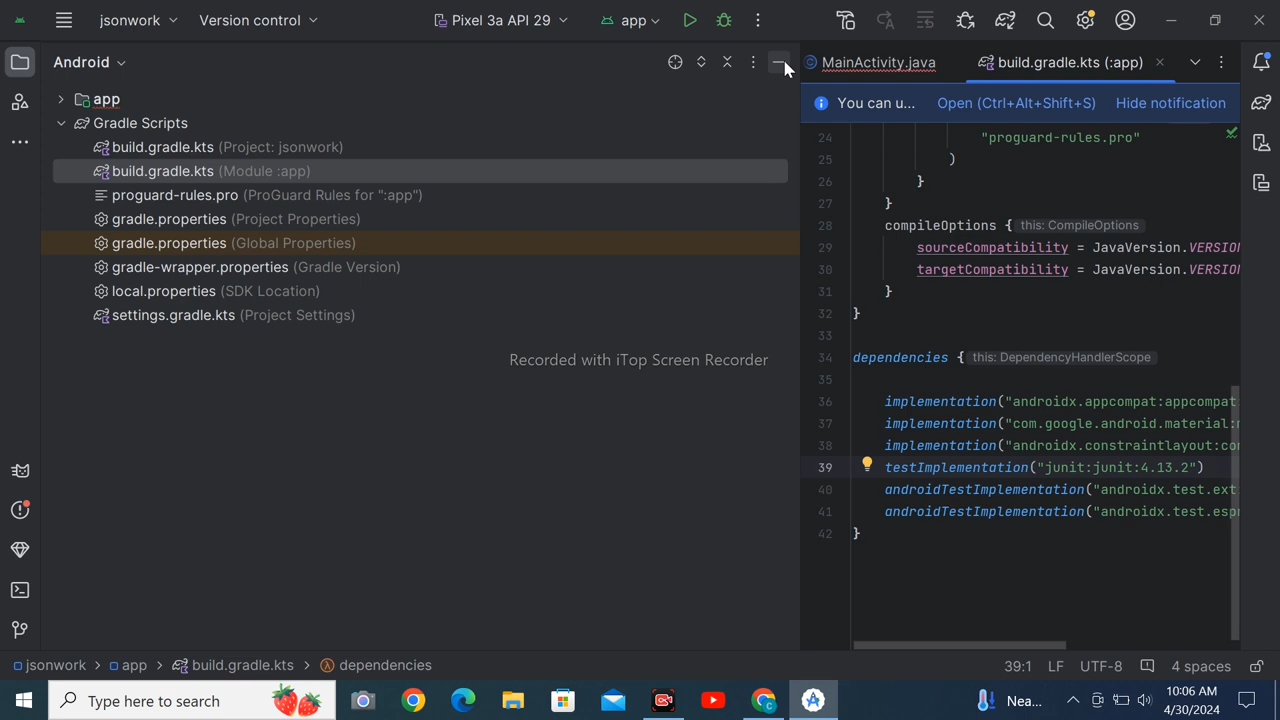 jsonwork Version control Pixel 3a API 29 app
Android
MainActivity.java build.gradle.kts (:app)
app
You can u... Open (Ctrl+Alt+Shift+S) Hide notification
Gradle Scripts
build.gradle.kts (Project: jsonwork)
build.gradle.kts (Module :app)
proguard-rules.pro (ProGuard Rules for ":app")
gradle.properties (Project Properties)
gradle.properties (Global Properties)
gradle-wrapper.properties (Gradle Version)
local.properties (SDK Location)
settings.gradle.kts (Project Settings)
Recorded with iTop Screen Recorder
24 "proguard-rules.pro"
25 )
26 }
27 }
28 compileOptions { this: CompileOptions
29 sourceCompatibility = JavaVersion.VERSION
30 targetCompatibility = JavaVersion.VERSION
31 }
32 }
33
34 dependencies { this: DependencyHandlerScope
35
36 implementation("androidx.appcompat:appcompat:
37 implementation("com.google.android.material:
38 implementation("androidx.constraintlayout:co
39 testImplementation("junit:junit:4.13.2")
40 androidTestImplementation("androidx.test.ext:
41 androidTestImplementation("androidx.test.esp
42 }
jsonwork > app > build.gradle.kts > dependencies 39:1 LF UTF-8 4 spaces
Type here to search Nea... 10:06 AM
4/30/2024